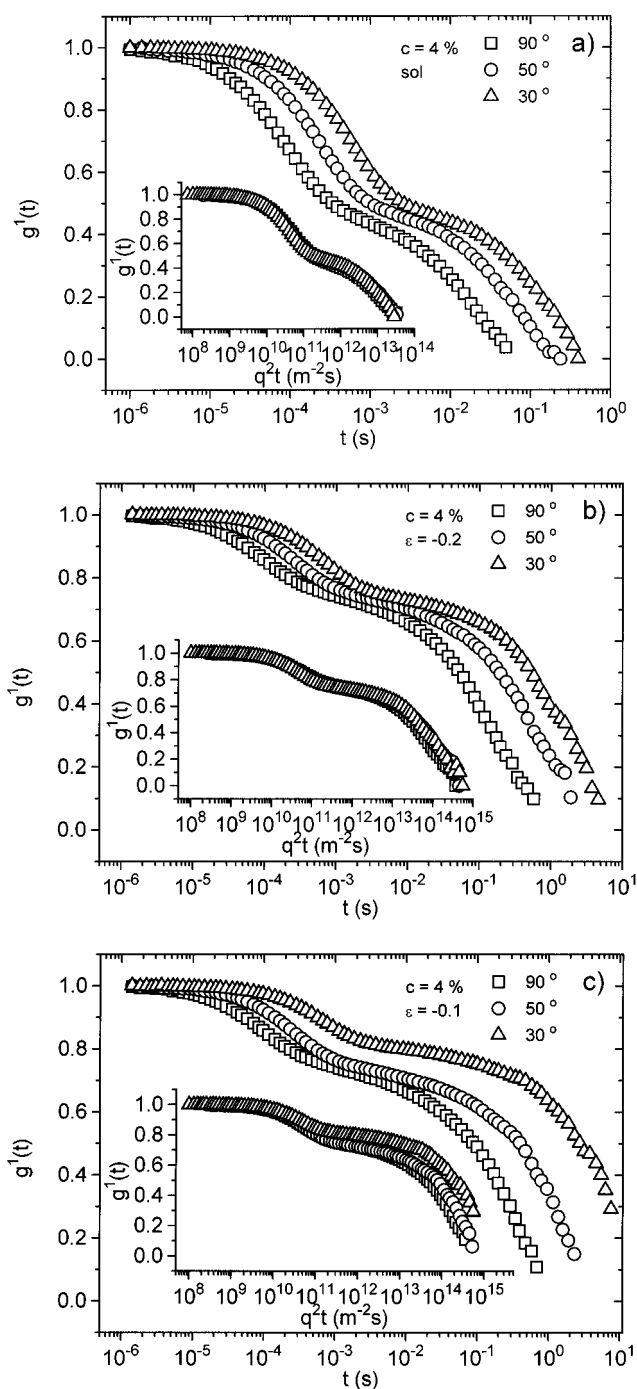 a)
c = 4 %
sol
90 °
50 °
30 °
1.0
0.8
0.6
0.4
0.2
0.0
g¹(t)
1.0
0.8
0.6
0.4
0.2
0.0
g¹(t)
10⁸ 10⁹ 10¹⁰ 10¹¹ 10¹² 10¹³ 10¹⁴
q²t (m⁻²s)
10⁻⁶ 10⁻⁵ 10⁻⁴ 10⁻³ 10⁻² 10⁻¹ 10⁰
t (s)
b)
c = 4 %
ε = -0.2
90 °
50 °
30 °
1.0
0.8
0.6
0.4
0.2
0.0
g¹(t)
1.0
0.8
0.6
0.4
0.2
0.0
g¹(t)
10⁸ 10⁹ 10¹⁰ 10¹¹ 10¹² 10¹³ 10¹⁴ 10¹⁵
q²t (m⁻²s)
10⁻⁶ 10⁻⁵ 10⁻⁴ 10⁻³ 10⁻² 10⁻¹ 10⁰ 10¹
t (s)
c)
c = 4 %
ε = -0.1
90 °
50 °
30 °
1.0
0.8
0.6
0.4
0.2
0.0
g¹(t)
1.0
0.8
0.6
0.4
0.2
0.0
g¹(t)
10⁸ 10⁹ 10¹⁰ 10¹¹ 10¹² 10¹³ 10¹⁴ 10¹⁵
q²t (m⁻²s)
10⁻⁶ 10⁻⁵ 10⁻⁴ 10⁻³ 10⁻² 10⁻¹ 10⁰ 10¹
t (s)